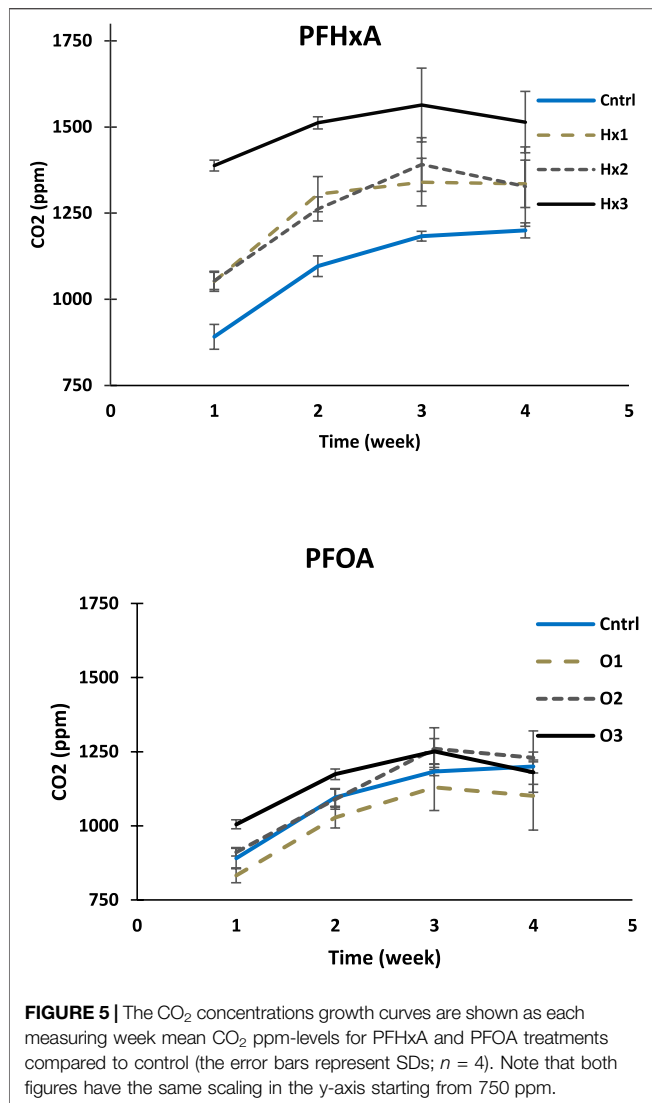 PFHxA
1750
1500
1250
1000
750
CO2 (ppm)
Cntrl
Hx1
Hx2
Hx3
0 1 2 3 4 5
Time (week)
PFOA
1750
1500
1250
1000
750
CO2 (ppm)
Cntrl
O1
O2
O3
0 1 2 3 4 5
Time (week)
FIGURE 5 | The CO₂ concentrations growth curves are shown as each
measuring week mean CO₂ ppm-levels for PFHxA and PFOA treatments
compared to control (the error bars represent SDs; n = 4). Note that both
figures have the same scaling in the y-axis starting from 750 ppm.